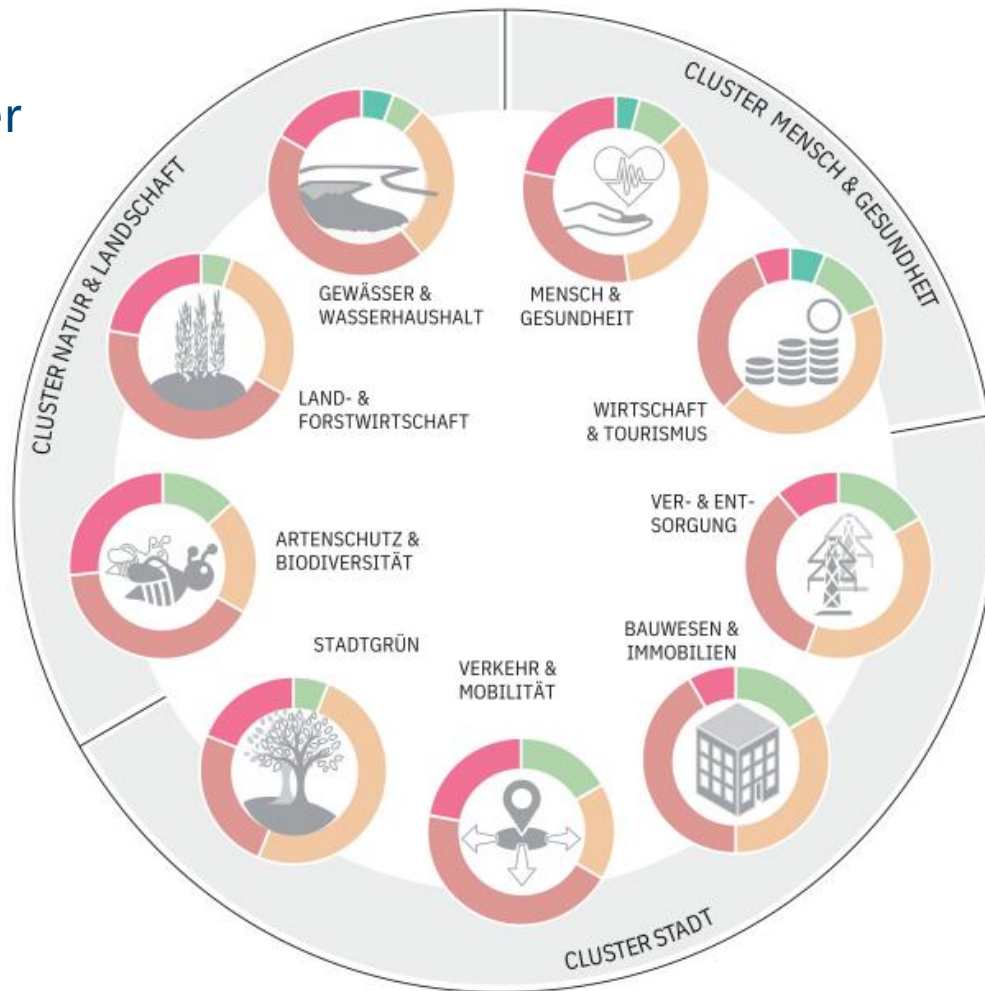 er
CLUSTER NATUR & LANDSCHAFT
CLUSTER MENSCH & GESUNDHEIT
GEWÄSSER &
WASSERHAUSHALT
MENSCH &
GESUNDHEIT
LAND- &
FORSTWIRTSCHAFT
WIRTSCHAFT
& TOURISMUS
VER- & ENT-
SORGUNG
ARTENSCHUTZ &
BIODIVERSITÄT
BAUWESEN &
IMMOBILIEN
STADTGRÜN
VERKEHR &
MOBILITÄT
CLUSTER STADT